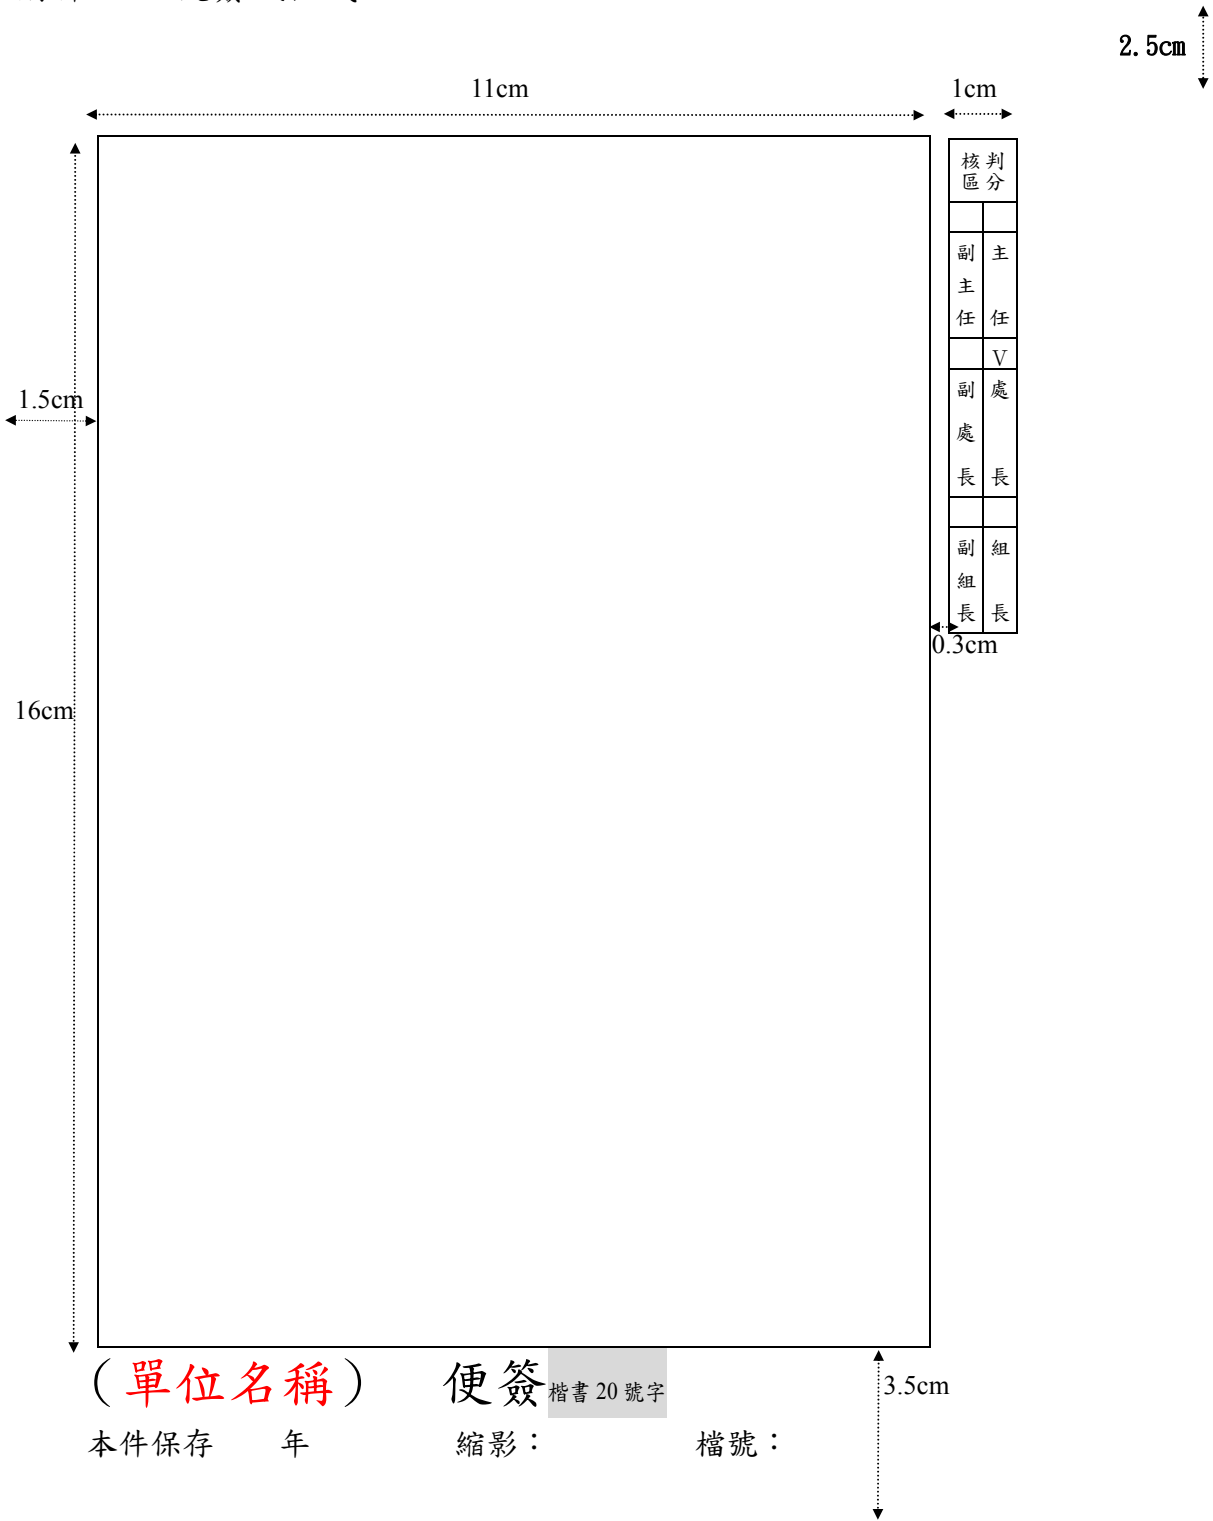 2.5cm
11cm
1cm
核判
區分
副主任 主任
V
1.5cm
副處長 處長
副組長 組長
0.3cm
16cm
（單位名稱） 便簽楷書 20 號字
3.5cm
本件保存 年 縮影： 檔號：